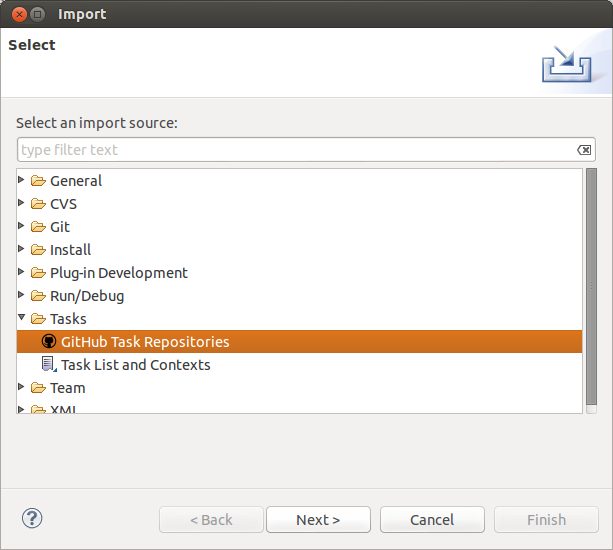 Import
Select
Select an import source:
type filter text
General
CVS
Git
Install
Plug-in Development
Run/Debug
Tasks
GitHub Task Repositories
Task List and Contexts
Team
XML
?
< Back
Next >
Cancel
Finish